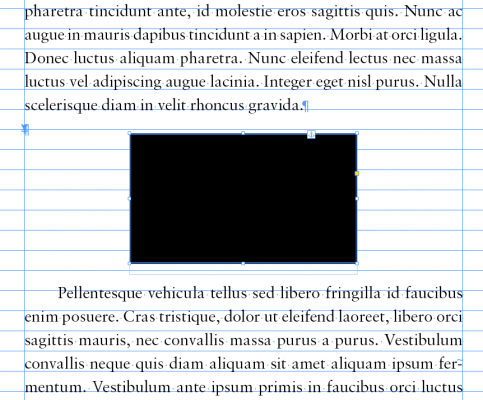 pharetra tincidunt ante, id molestie eros sagittis quis. Nunc ac
augue in mauris dapibus tincidunt a in sapien. Morbi at orci ligula.
Donec luctus aliquam pharetra. Nunc eleifend lectus nec massa
luctus vel adipiscing augue lacinia. Integer eget nisl purus. Nulla
scelerisque diam in velit rhoncus gravida.¶
¶
Pellentesque vehicula tellus sed libero fringilla id faucibus
enim posuere. Cras tristique, dolor ut eleifend laoreet, libero orci
sagittis mauris, nec convallis massa purus a purus. Vestibulum
convallis neque quis diam aliquam sit amet aliquam ipsum fer-
mentum. Vestibulum ante ipsum primis in faucibus orci luctus